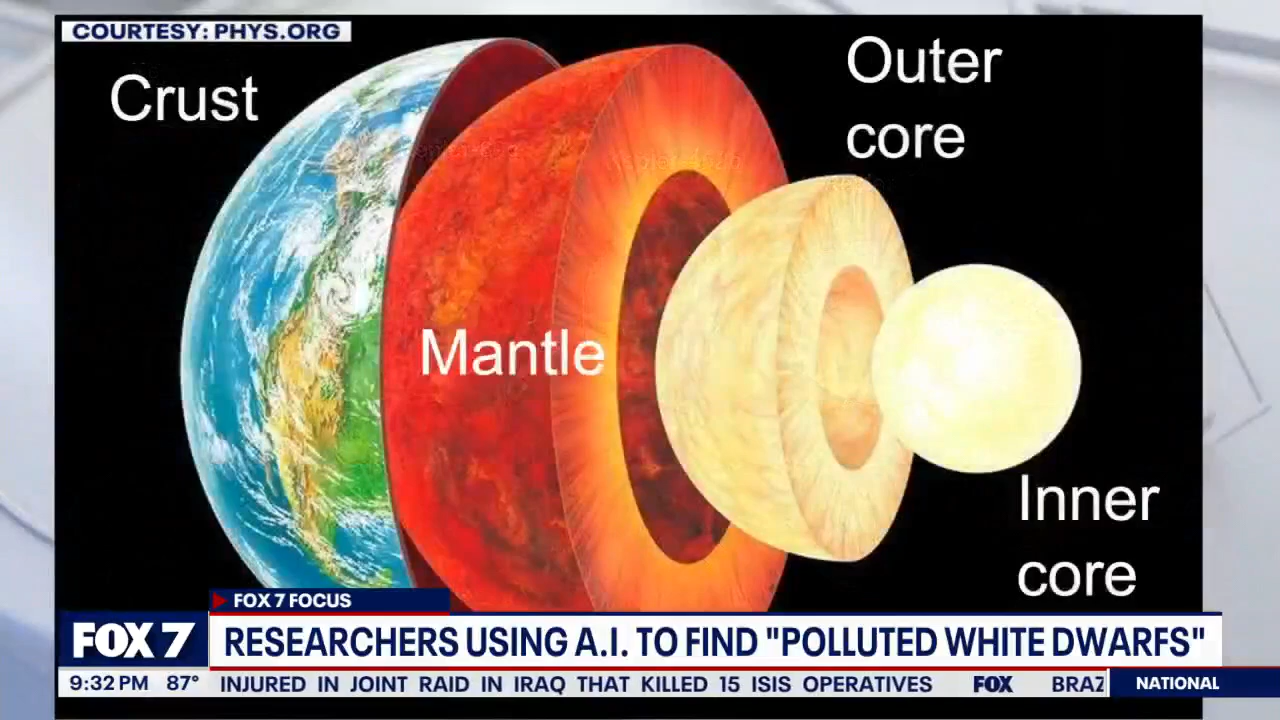 COURTESY: PHYS.ORG
Crust
Outer
core
Mantle
Inner
core
FOX 7 FOCUS
FOX 7
RESEARCHERS USING A.I. TO FIND "POLLUTED WHITE DWARFS"
9:32 PM 87° INJURED IN JOINT RAID IN IRAQ THAT KILLED 15 ISIS OPERATIVES FOX BRAZ NATIONAL